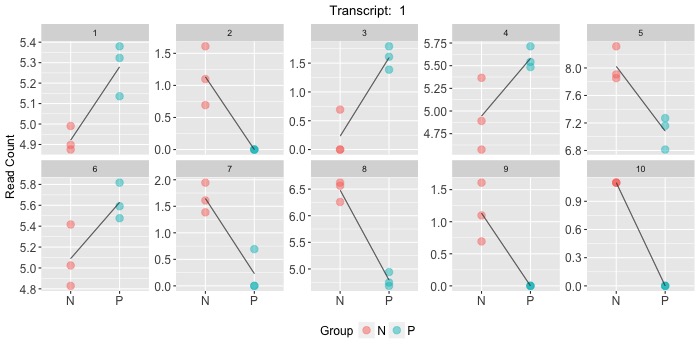 Transcript: 1
1 2 3 4 5
5.4 5.3 5.2 5.1 5.0 4.9
1.5 1.0 0.5 0.0
1.5 1.0 0.5 0.0
5.75 5.50 5.25 5.00 4.75
8.0 7.6 7.2 6.8
Read Count
6 7 8 9 10
5.8 5.6 5.4 5.2 5.0 4.8
2.0 1.5 1.0 0.5 0.0
6.5 6.0 5.5 5.0
1.5 1.0 0.5 0.0
0.9 0.6 0.3 0.0
N P N P N P N P N P
Group N P